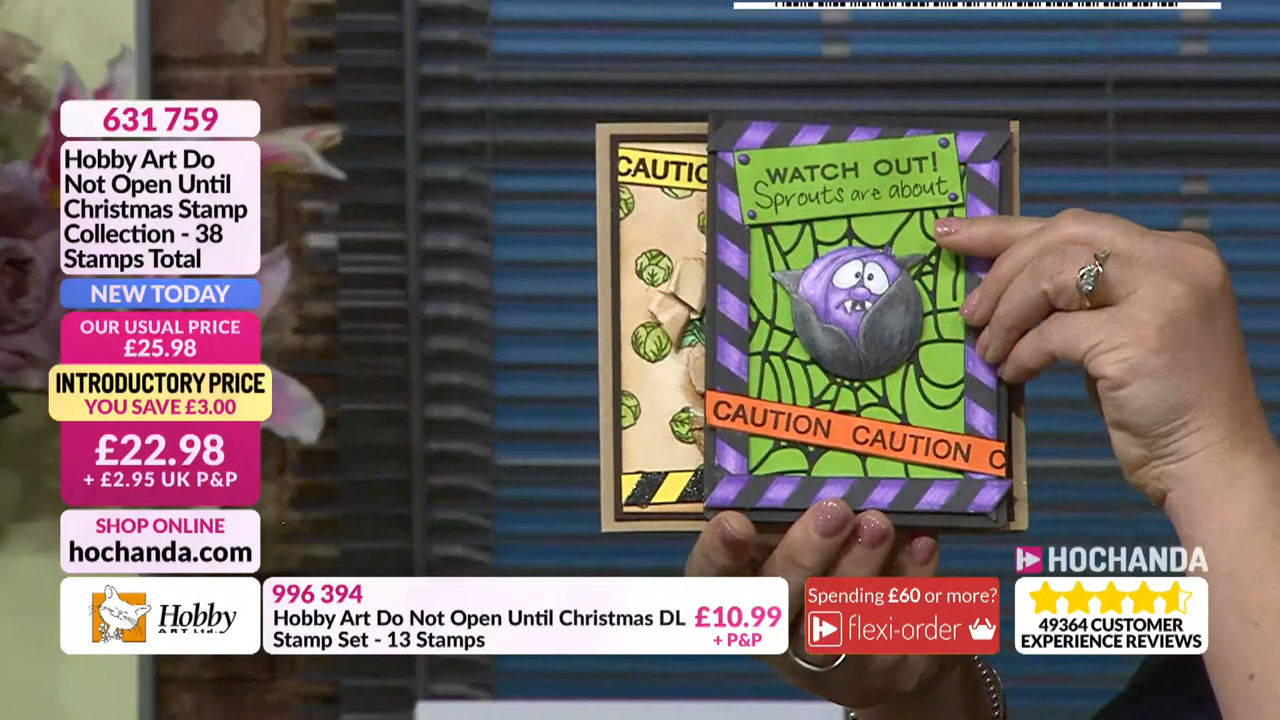 631 759
Hobby Art Do
Not Open Until
Christmas Stamp
Collection - 38
Stamps Total
NEW TODAY
OUR USUAL PRICE
£25.98
INTRODUCTORY PRICE
YOU SAVE £3.00
£22.98
+ £2.95 UK P&P
SHOP ONLINE
hochanda.com
CAUTIO
WATCH OUT!
Sprouts are about
CAUTION CAUTION C
HOCHANDA
Hobby
ART Ltd.
996 394
Hobby Art Do Not Open Until Christmas DL
Stamp Set - 13 Stamps
£10.99
+ P&P
Spending £60 or more?
flexi-order
49364 CUSTOMER
EXPERIENCE REVIEWS